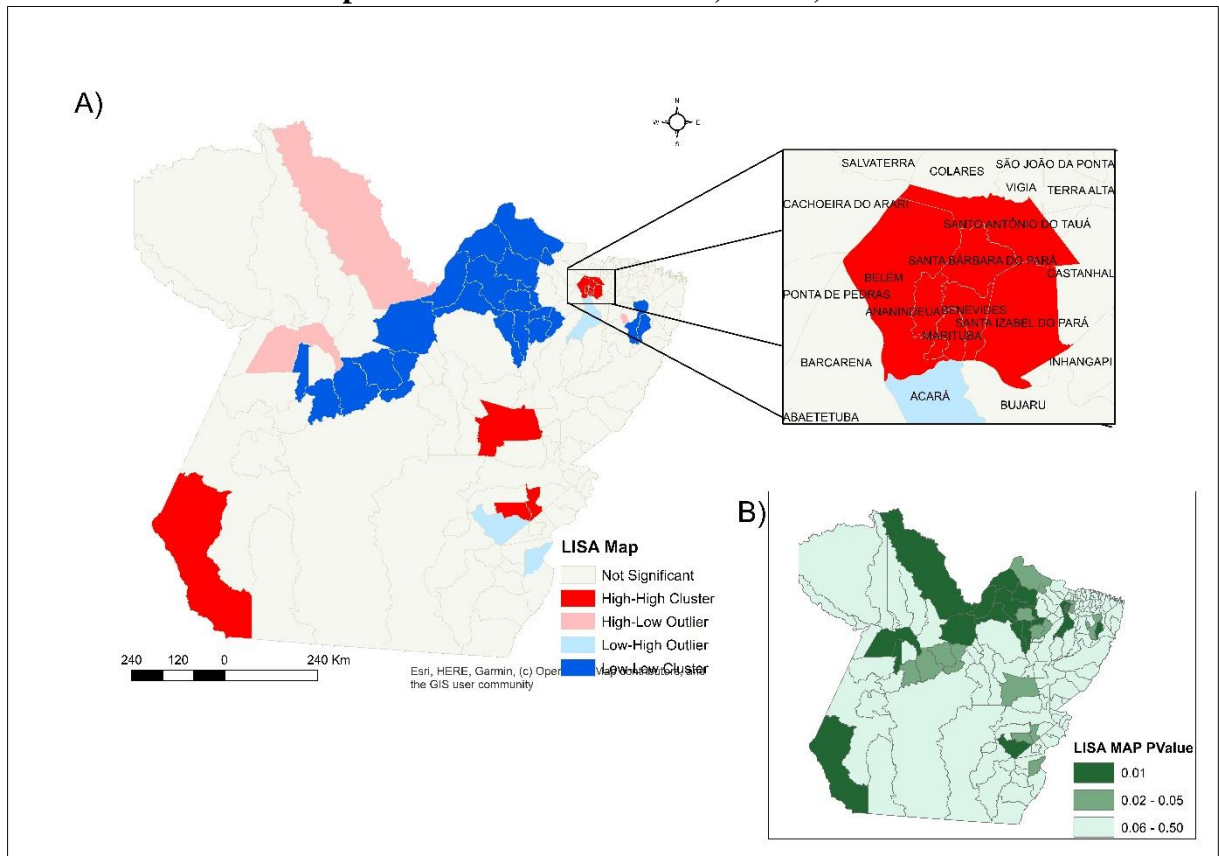 A)
N
W E
S
SALVATERRA
COLARES
SÃO JOÃO DA PONTA
VIGIA
TERRA ALTA
CACHOEIRA DO ARARI
SANTO ANTÔNIO DO TAUÁ
SANTA BÁRBARA DO PARÁ
BELÉM
CASTANHAL
PONTA DE PEDRAS
ANANINDEUA
BENEVIDES
SANTA IZABEL DO PARÁ
MARITUBA
BARCARENA
INHANGAPI
ACARÁ
BUJARU
ABAETETUBA
LISA Map
Not Significant
High-High Cluster
High-Low Outlier
Low-High Outlier
Low-Low Cluster
240 120 0 240 Km
Esri, HERE, Garmin, (c) and
the GIS user community
B)
LISA MAP PValue
0.01
0.02 - 0.05
0.06 - 0.50